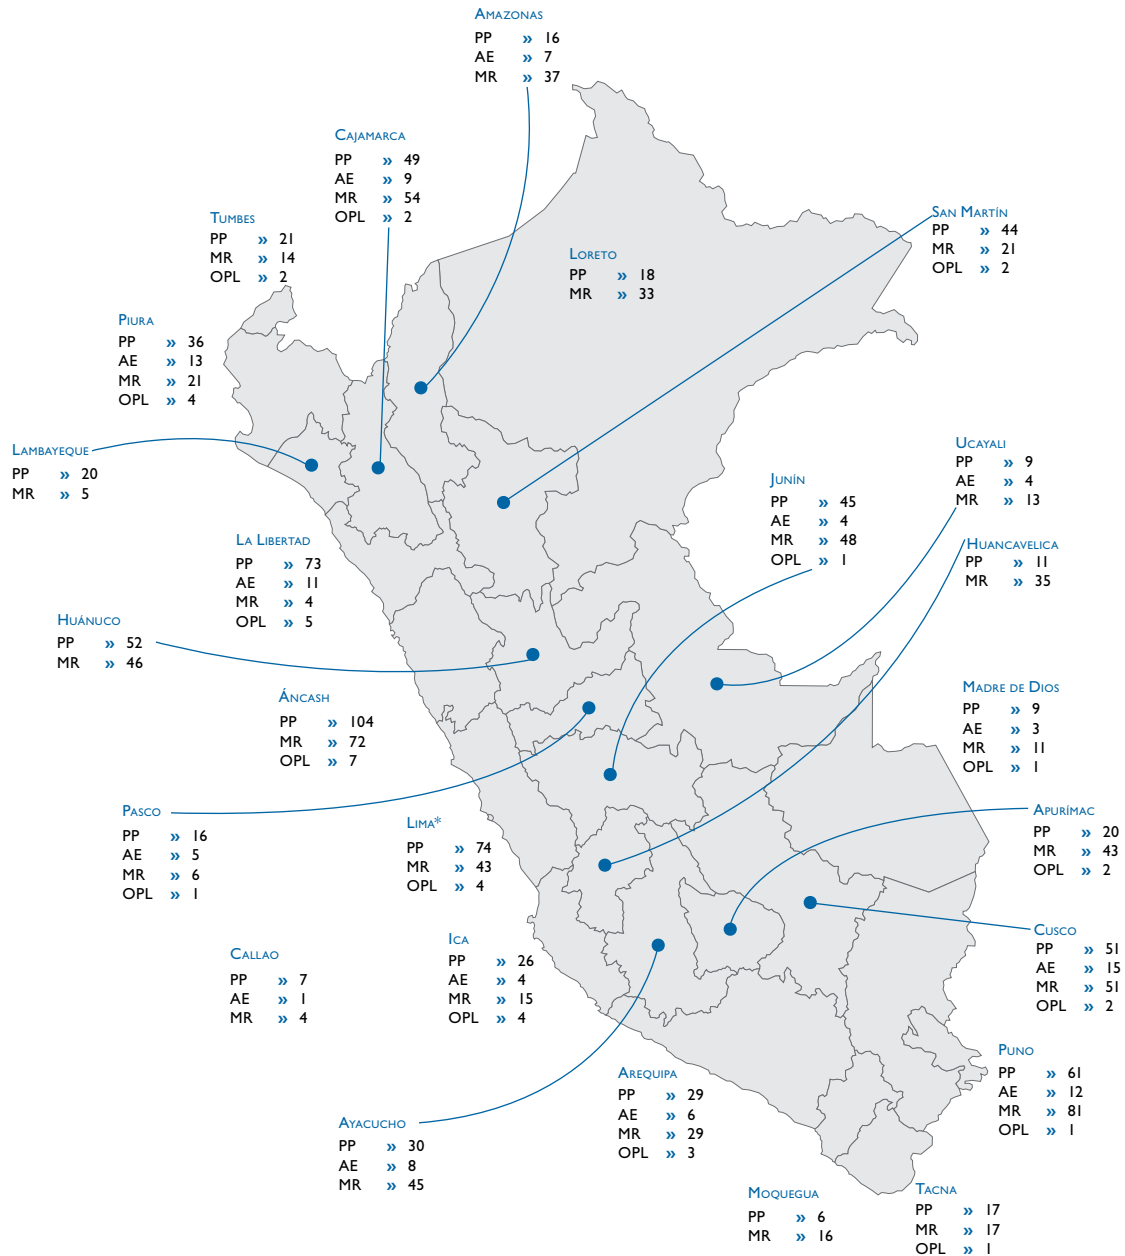 Amazonas
PP » 16
AE » 7
MR » 37
Cajamarca
PP » 49
AE » 9
MR » 54
OPL » 2
Tumbes
PP » 21
MR » 14
OPL » 2
San Martín
PP » 44
MR » 21
OPL » 2
Loreto
PP » 18
MR » 33
Piura
PP » 36
AE » 13
MR » 21
OPL » 4
Lambayeque
PP » 20
MR » 5
Ucayali
PP » 9
AE » 4
MR » 13
Junín
PP » 45
AE » 4
MR » 48
OPL » 1
La Libertad
PP » 73
AE » 11
MR » 4
OPL » 5
Huancavelica
PP » 11
MR » 35
Huánuco
PP » 52
MR » 46
Áncash
PP » 104
MR » 72
OPL » 7
Madre de Dios
PP » 9
AE » 3
MR » 11
OPL » 1
Pasco
PP » 16
AE » 5
MR » 6
OPL » 1
Lima*
PP » 74
MR » 43
OPL » 4
Apurímac
PP » 20
MR » 43
OPL » 2
Callao
PP » 7
AE » 1
MR » 4
Ica
PP » 26
AE » 4
MR » 15
OPL » 4
Cusco
PP » 51
AE » 15
MR » 51
OPL » 2
Puno
PP » 61
AE » 12
MR » 81
OPL » 1
Arequipa
PP » 29
AE » 6
MR » 29
OPL » 3
Ayacucho
PP » 30
AE » 8
MR » 45
Moquegua
PP » 6
MR » 16
Tacna
PP » 17
MR » 17
OPL » 1